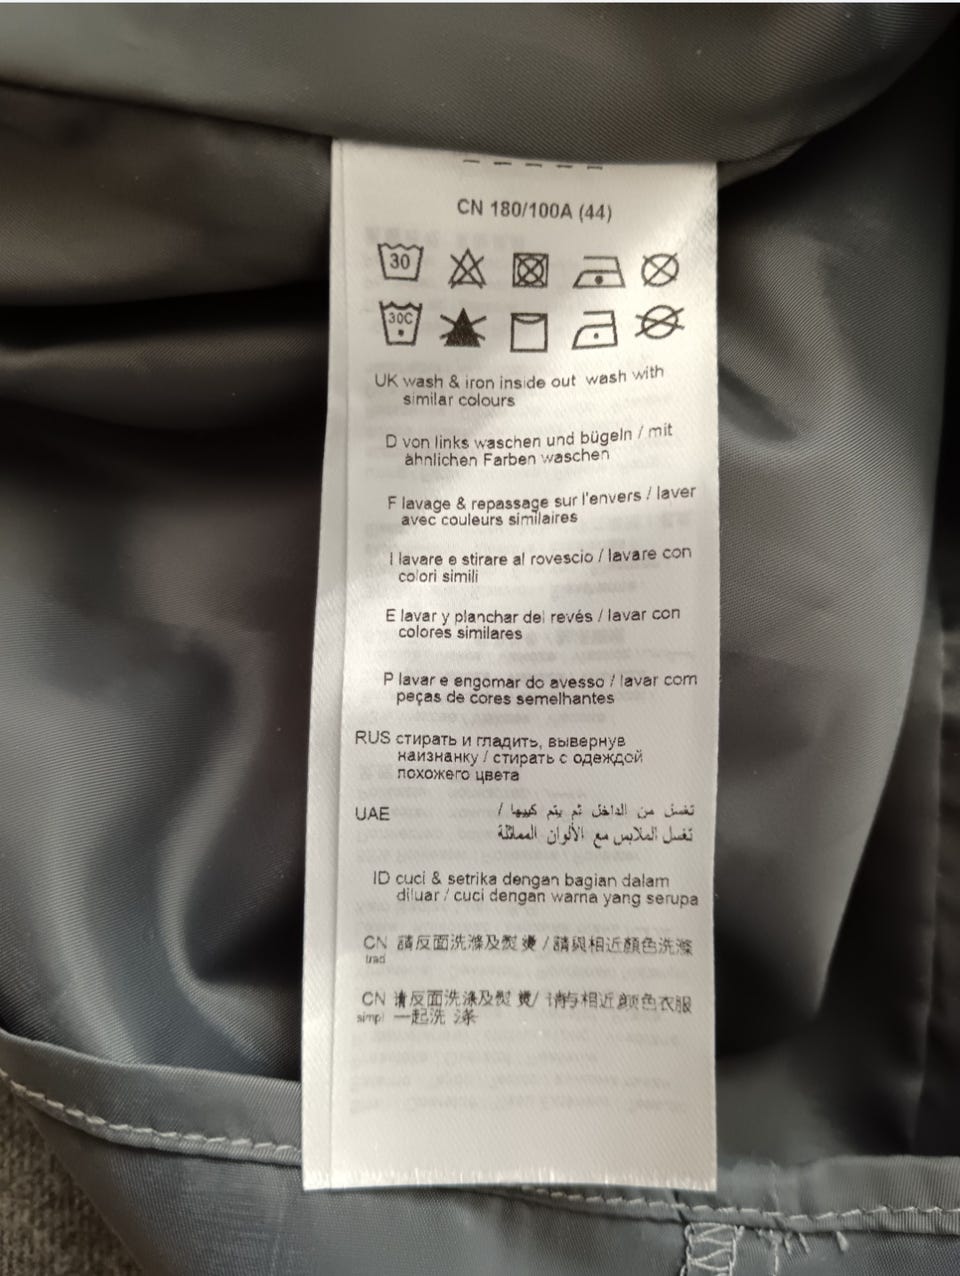 CN 180/100A (44)
30
30C
UK wash & iron inside out wash with
similar colours
D von links waschen und bügeln / mit
ähnlichen Farben waschen
F lavage & repassage sur l'envers / laver
avec couleurs similaires
I lavare e stirare al rovescio / lavare con
colori simili
E lavar y planchar del revés / lavar con
colores similares
P lavar e engomar do avesso / lavar com
peças de cores semelhantes
RUS стирать и гладить, вывернув
наизнанку / стирать с одеждой
похожего цвета
UAE تغسل من الداخل ثم يتم كييها /
تغسل الملابس مع الألوان المماثلة
ID cuci & setrika dengan bagian dalam
diluar / cuci dengan warna yang serupa
CN 請反面洗滌及熨燙 / 請與相近顏色洗滌
trad
CN 请反面洗涤及熨燙/ 请与相近颜色衣服
simpl 一起洗涤